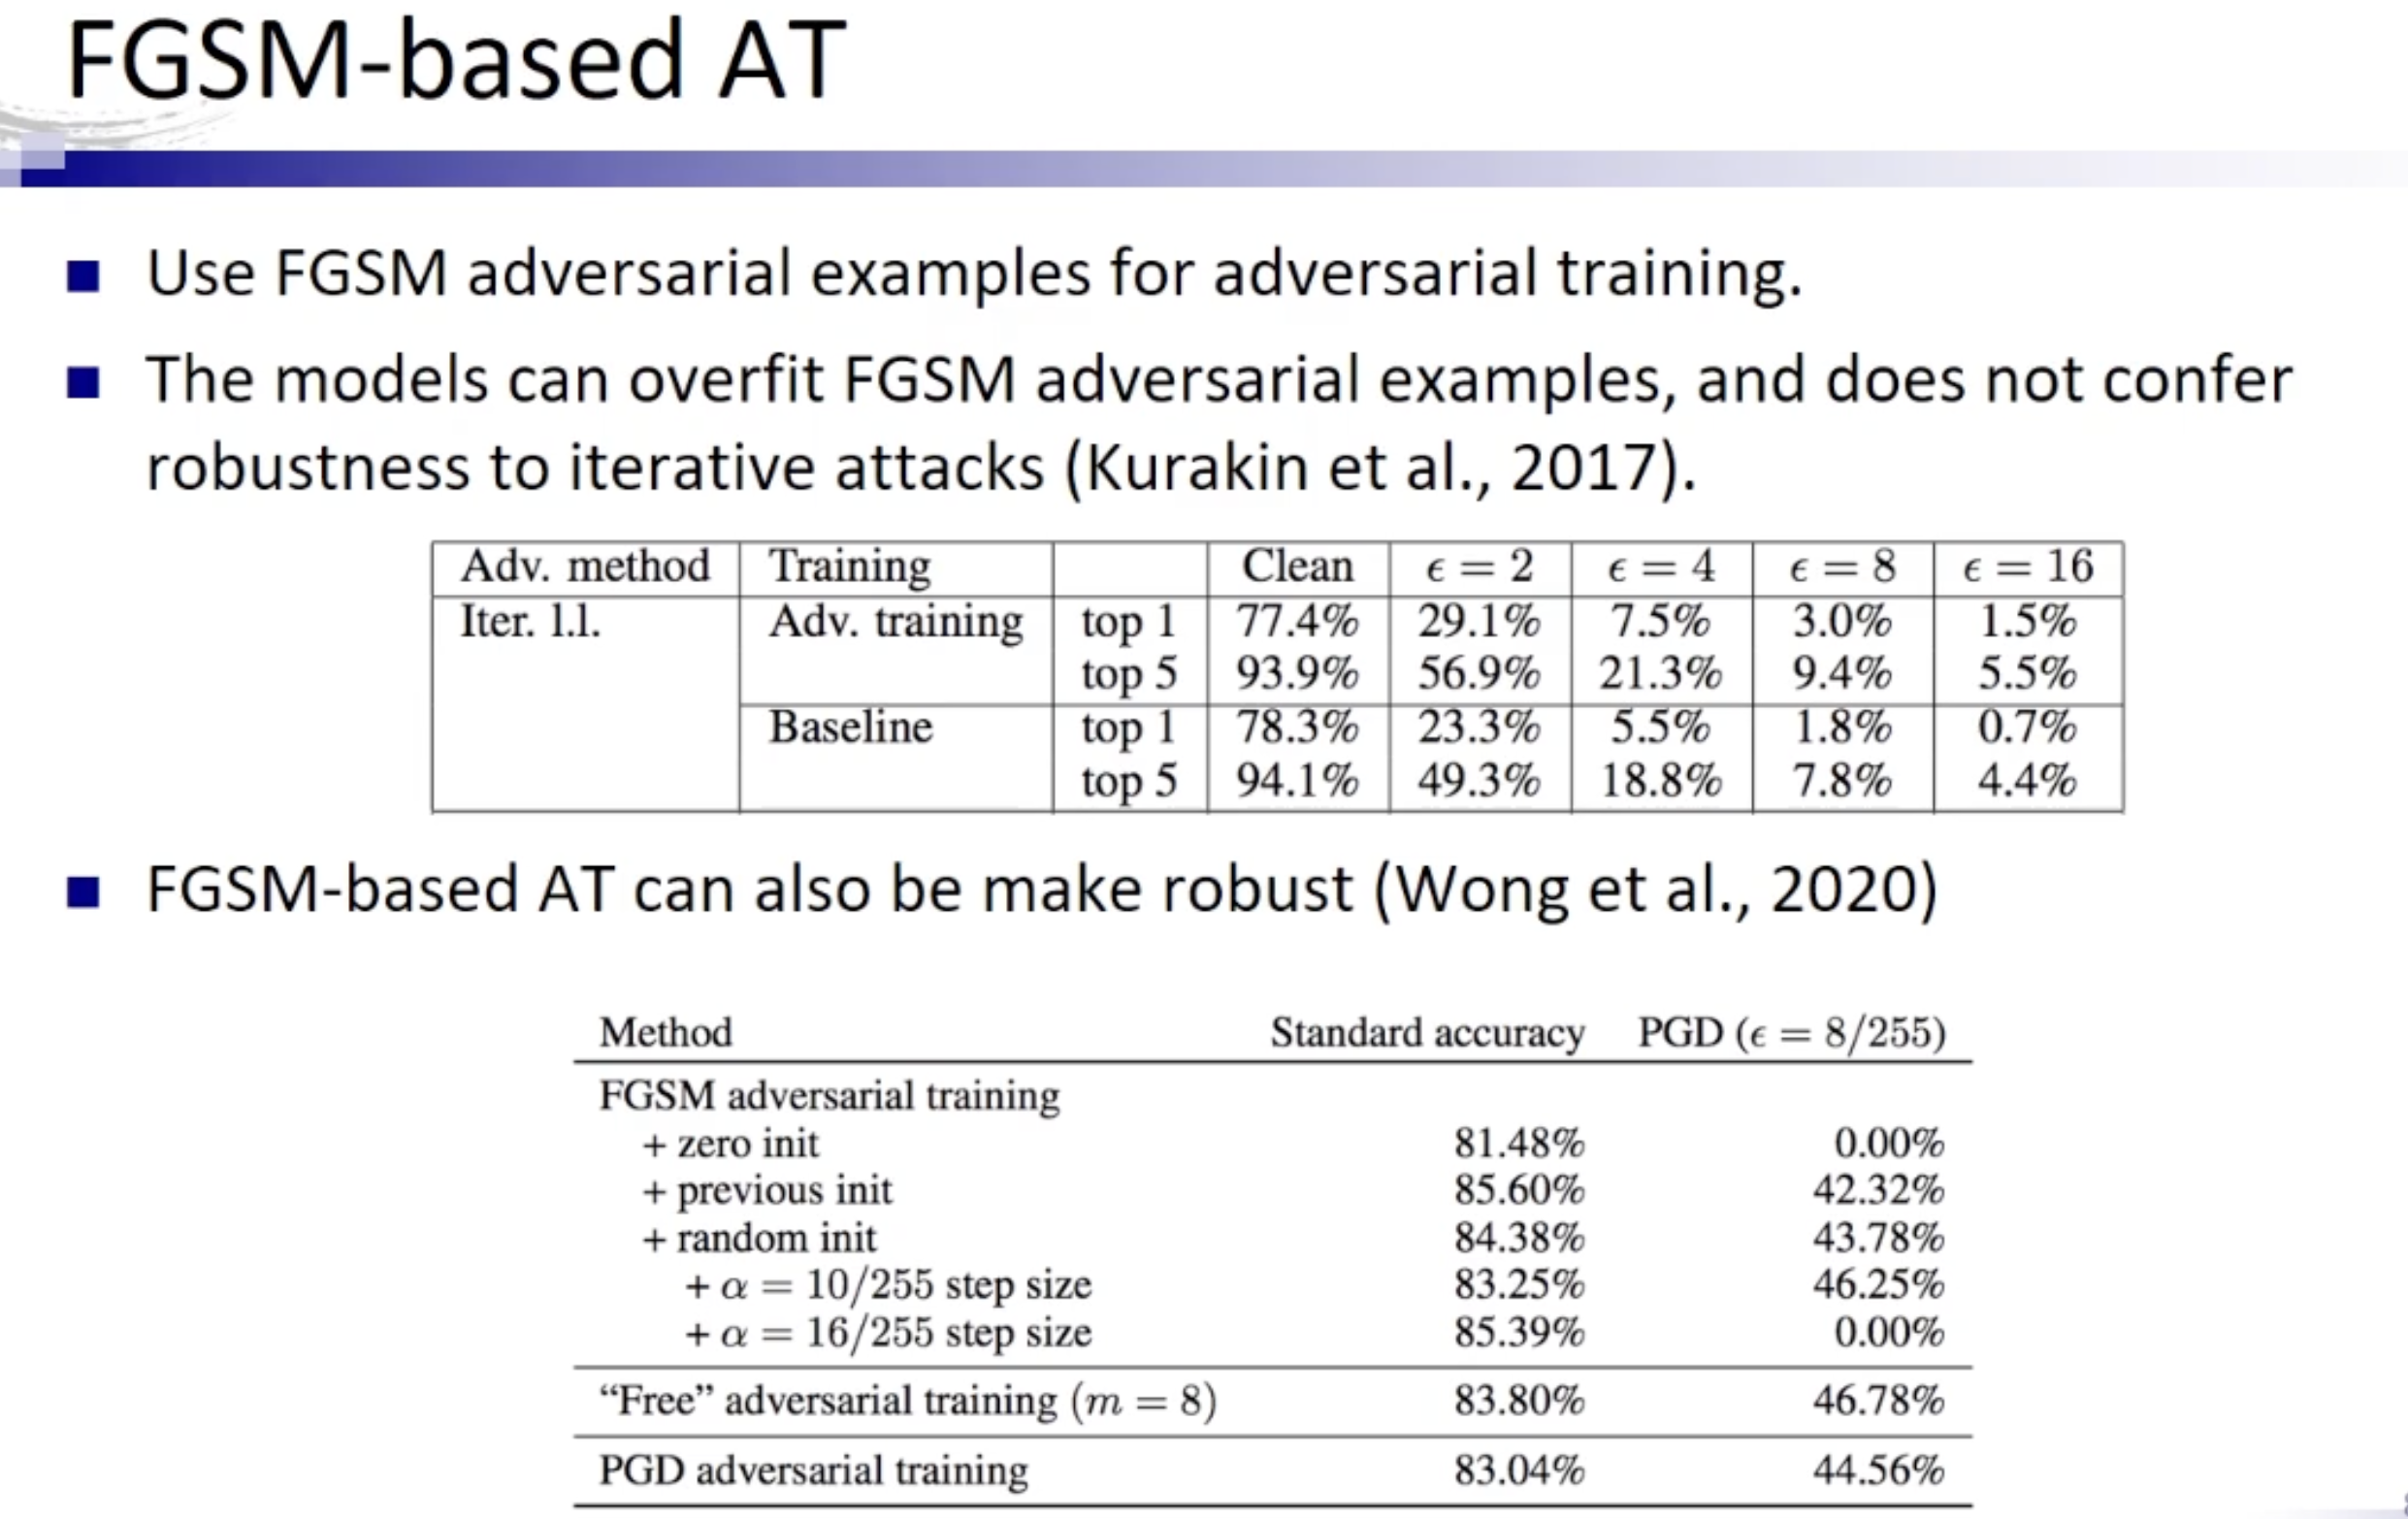 FGSM-based AT
Use FGSM adversarial examples for adversarial training.
The models can overfit FGSM adversarial examples, and does not confer
robustness to iterative attacks (Kurakin et al., 2017).
Adv. method Training Clean ϵ = 2 ϵ = 4 ϵ = 8 ϵ = 16
Iter. l.l. Adv. training top 1 77.4% 29.1% 7.5% 3.0% 1.5%
top 5 93.9% 56.9% 21.3% 9.4% 5.5%
Baseline top 1 78.3% 23.3% 5.5% 1.8% 0.7%
top 5 94.1% 49.3% 18.8% 7.8% 4.4%
FGSM-based AT can also be make robust (Wong et al., 2020)
Method Standard accuracy PGD (ϵ = 8/255)
FGSM adversarial training
+ zero init 81.48% 0.00%
+ previous init 85.60% 42.32%
+ random init 84.38% 43.78%
+ α = 10/255 step size 83.25% 46.25%
+ α = 16/255 step size 85.39% 0.00%
“Free” adversarial training (m = 8) 83.80% 46.78%
PGD adversarial training 83.04% 44.56%